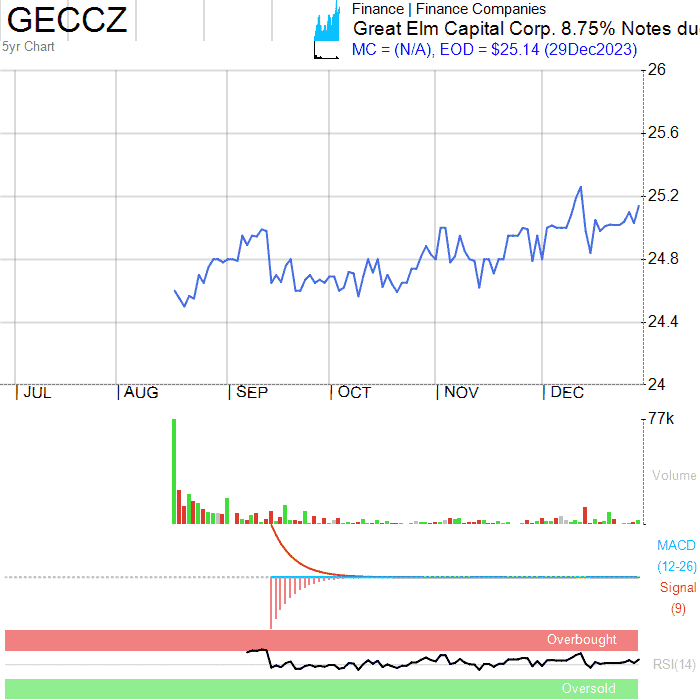 GECCZ
5yr Chart
Finance | Finance Companies
Great Elm Capital Corp. 8.75% Notes du
MC = (N/A), EOD = $25.14 (29Dec2023)
26
25.6
25.2
24.8
24.4
24
JUL AUG SEP OCT NOV DEC
77k
Volume
MACD
(12-26)
Signal
(9)
Overbought
RSI(14)
Oversold